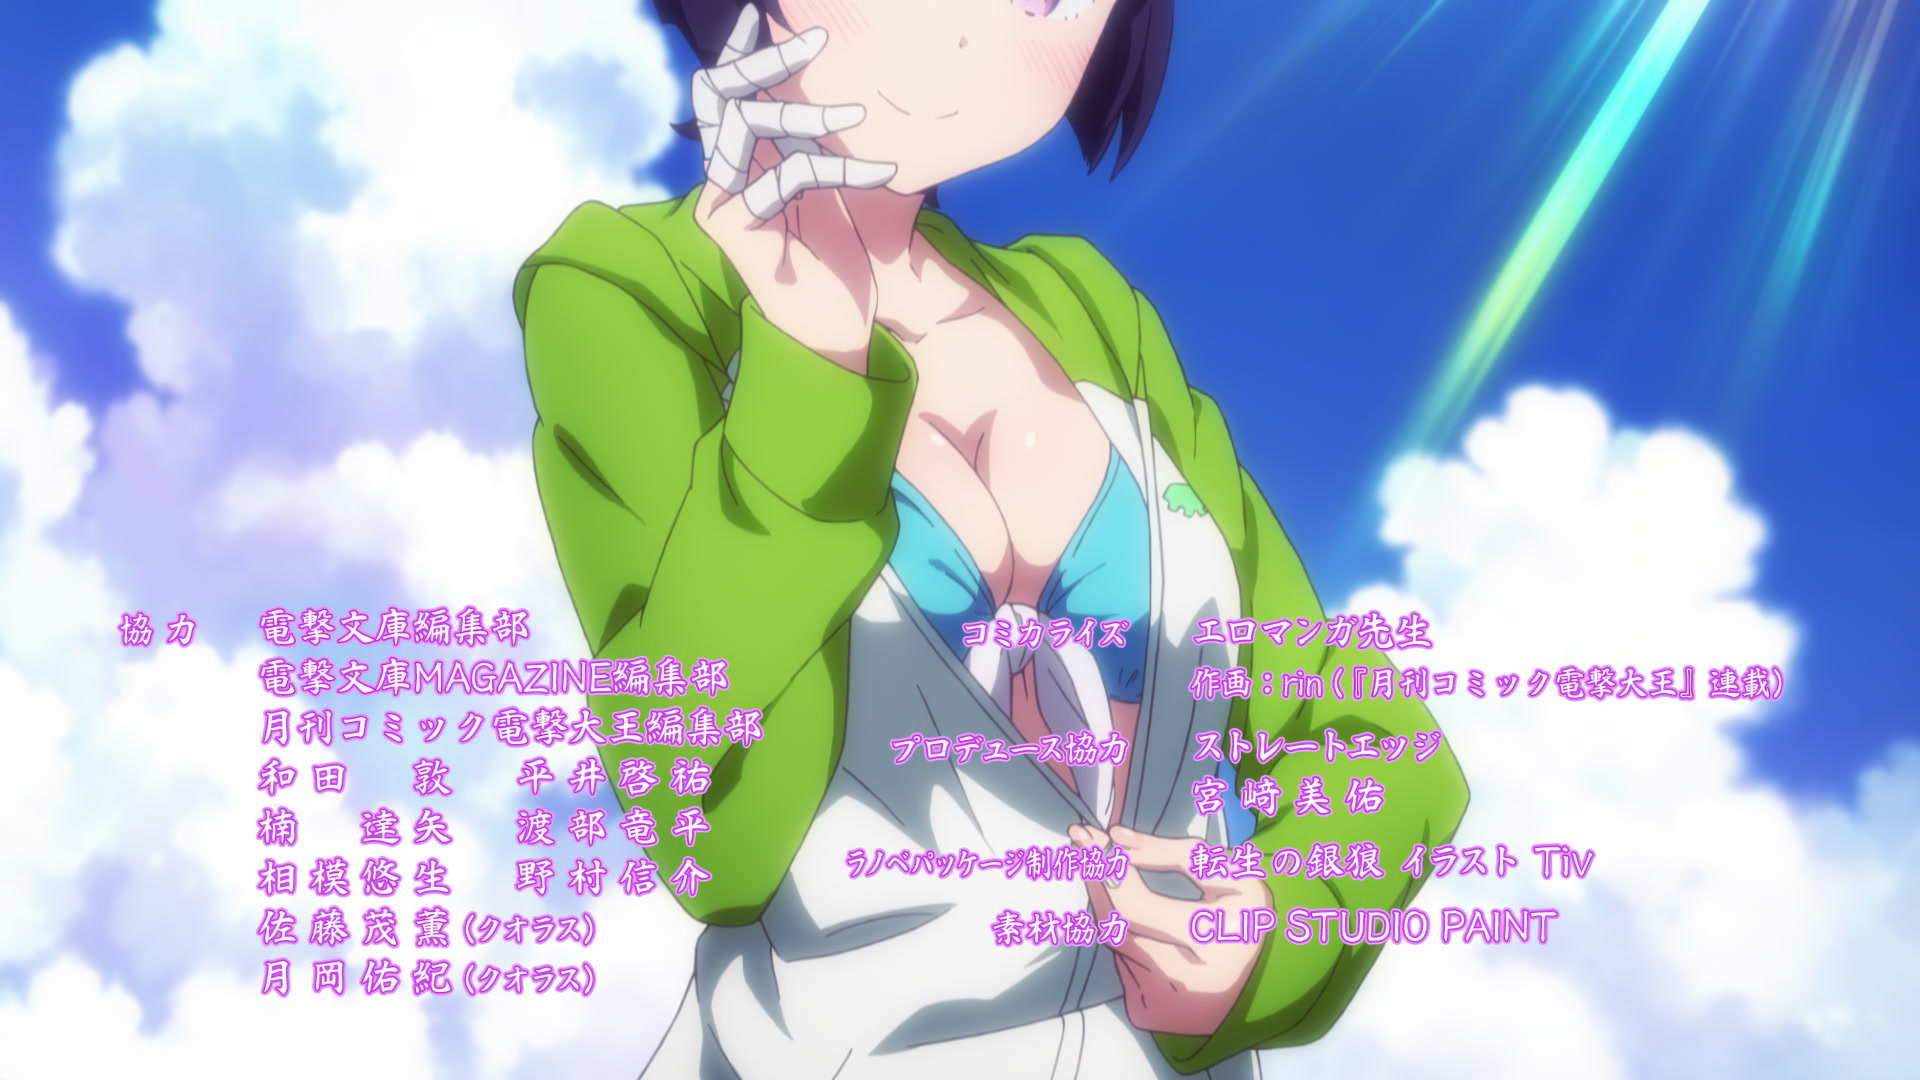 協力 電撃文庫編集部
電撃文庫MAGAZINE編集部
月刊コミック電撃大王編集部
和田 敦 平井啓祐
楠 達矢 渡部竜平
相模悠生 野村信介
佐藤茂薫(クオラス)
月岡佑紀(クオラス)
コミカライズ エロマンガ先生
作画：rin(『月刊コミック電撃大王』連載)
プロデュース協力 ストレートエッジ
宮﨑美佑
ラノベパッケージ制作協力 転生の銀狼 イラスト Tiv
素材協力 CLIP STUDIO PAINT